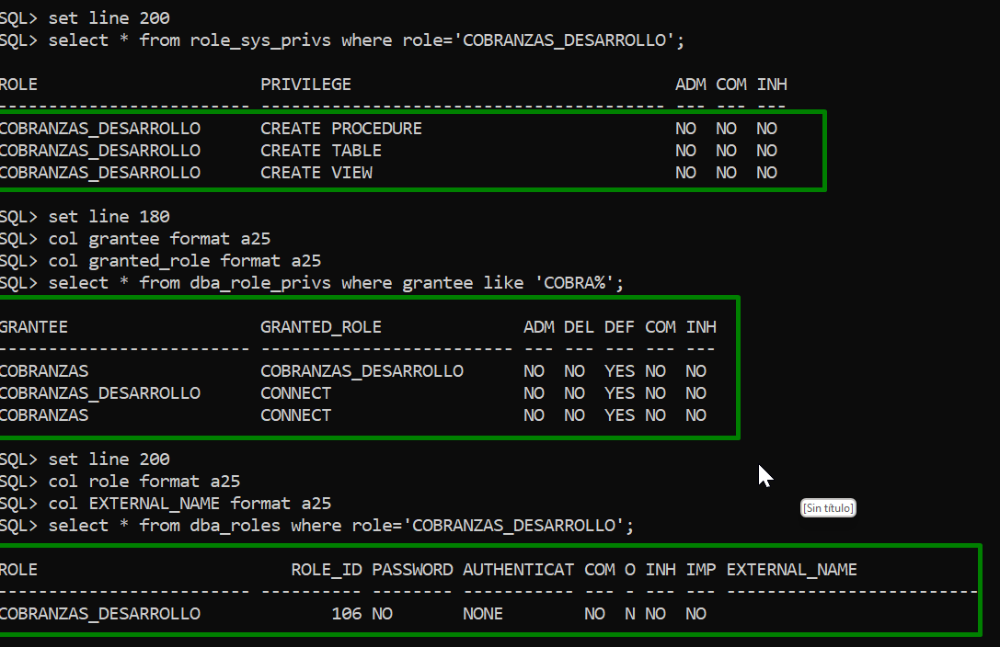 SQL> set line 200
SQL> select * from role_sys_privs where role='COBRANZAS_DESARROLLO';
ROLE PRIVILEGE ADM COM INH
------------------------- ---------------------------------------- --- --- ---
COBRANZAS_DESARROLLO CREATE PROCEDURE NO NO NO
COBRANZAS_DESARROLLO CREATE TABLE NO NO NO
COBRANZAS_DESARROLLO CREATE VIEW NO NO NO
SQL> set line 180
SQL> col grantee format a25
SQL> col granted_role format a25
SQL> select * from dba_role_privs where grantee like 'COBRA%';
GRANTEE GRANTED_ROLE ADM DEL DEF COM INH
------------------------- ------------------------- --- --- --- --- ---
COBRANZAS COBRANZAS_DESARROLLO NO NO YES NO NO
COBRANZAS_DESARROLLO CONNECT NO NO YES NO NO
COBRANZAS CONNECT NO NO YES NO NO
SQL> set line 200
SQL> col role format a25
SQL> col EXTERNAL_NAME format a25
[Sin título]
SQL> select * from dba_roles where role='COBRANZAS_DESARROLLO';
ROLE ROLE_ID PASSWORD AUTHENTICAT COM O INH IMP EXTERNAL_NAME
------------------------- ---------- -------- ----------- --- - --- --- -------------------------
COBRANZAS_DESARROLLO 106 NO NONE NO N NO NO